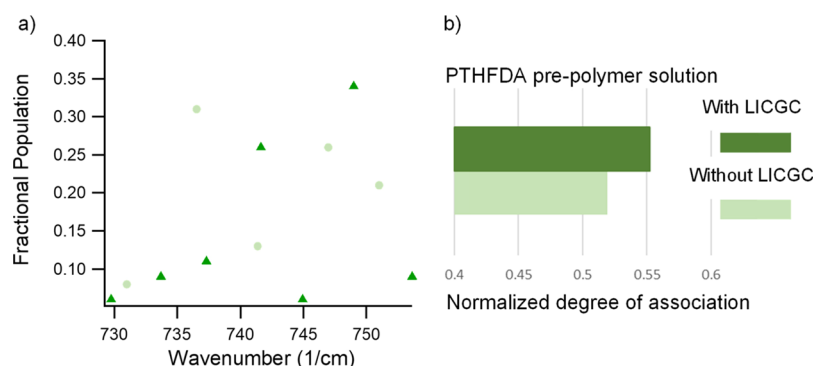 a)
0.40
0.35
0.30
0.25
0.20
0.15
0.10
Fractional Population
730 735 740 745 750
Wavenumber (1/cm)
b)
PTHFDA pre-polymer solution
With LICGC
Without LICGC
0.4 0.45 0.5 0.55 0.6
Normalized degree of association